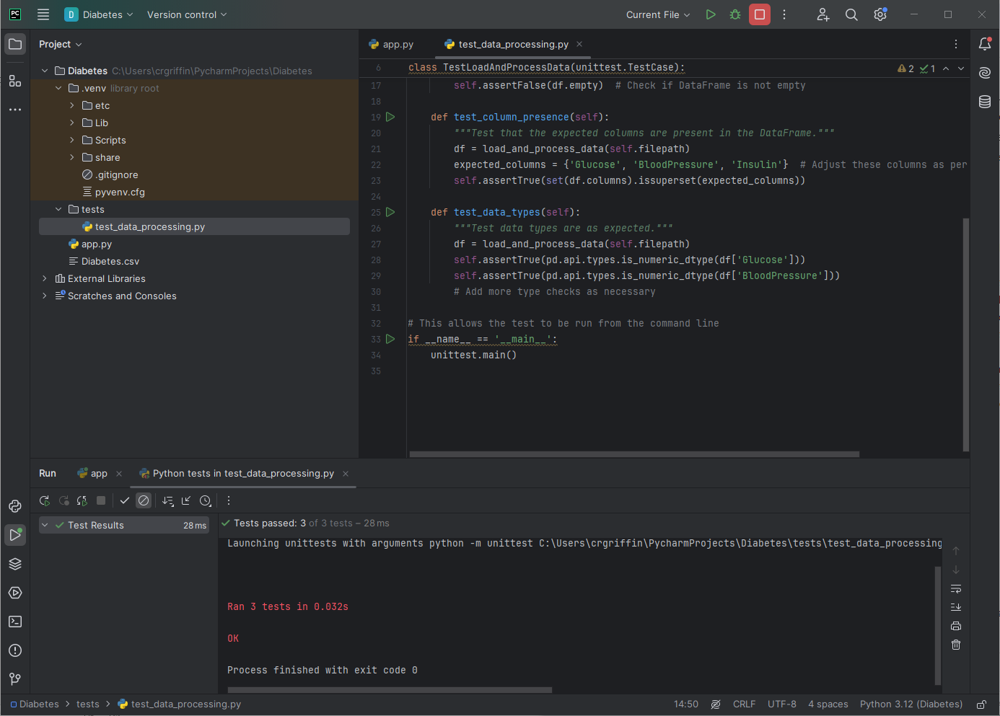 PC
D Diabetes
Version control
Current File
Project
app.py
test_data_processing.py
Diabetes C:\Users\crgriffin\PycharmProjects\Diabetes
.venv library root
etc
Lib
Scripts
share
.gitignore
pyvenv.cfg
tests
test_data_processing.py
app.py
Diabetes.csv
External Libraries
Scratches and Consoles
6 class TestLoadAndProcessData(unittest.TestCase):
2 1
17 self.assertFalse(df.empty)  # Check if DataFrame is not empty
18
19 def test_column_presence(self):
20 """Test that the expected columns are present in the DataFrame."""
21 df = load_and_process_data(self.filepath)
22 expected_columns = {'Glucose', 'BloodPressure', 'Insulin'}  # Adjust these columns as per
23 self.assertTrue(set(df.columns).issuperset(expected_columns))
24
25 def test_data_types(self):
26 """Test data types are as expected."""
27 df = load_and_process_data(self.filepath)
28 self.assertTrue(pd.api.types.is_numeric_dtype(df['Glucose']))
29 self.assertTrue(pd.api.types.is_numeric_dtype(df['BloodPressure']))
30 # Add more type checks as necessary
31
32 # This allows the test to be run from the command line
33 if __name__ == '__main__':
34 unittest.main()
35
Run
app
Python tests in test_data_processing.py
Test Results 28 ms
Tests passed: 3 of 3 tests – 28 ms
Launching unittests with arguments python -m unittest C:\Users\crgriffin\PycharmProjects\Diabetes\tests\test_data_processing
Ran 3 tests in 0.032s
OK
Process finished with exit code 0
Diabetes > tests > test_data_processing.py
14:50
CRLF
UTF-8
4 spaces
Python 3.12 (Diabetes)